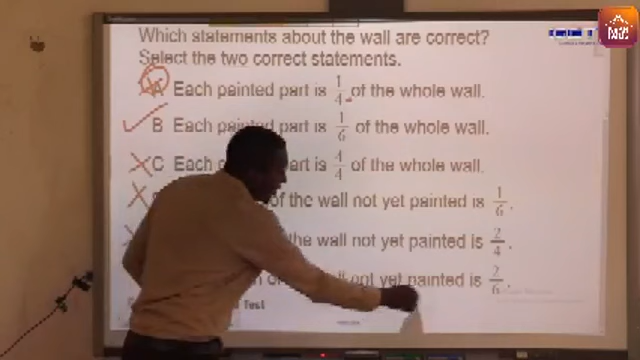 Which statements about the wall are correct?
Select the two correct statements.
A Each painted part is 1/4 of the whole wall.
B Each painted part is 1/6 of the whole wall.
C Each part is 4/4 of the whole wall.
of the wall not yet painted is 1/6.
the wall not yet painted is 2/4.
wall not yet painted is 2/6.
Test